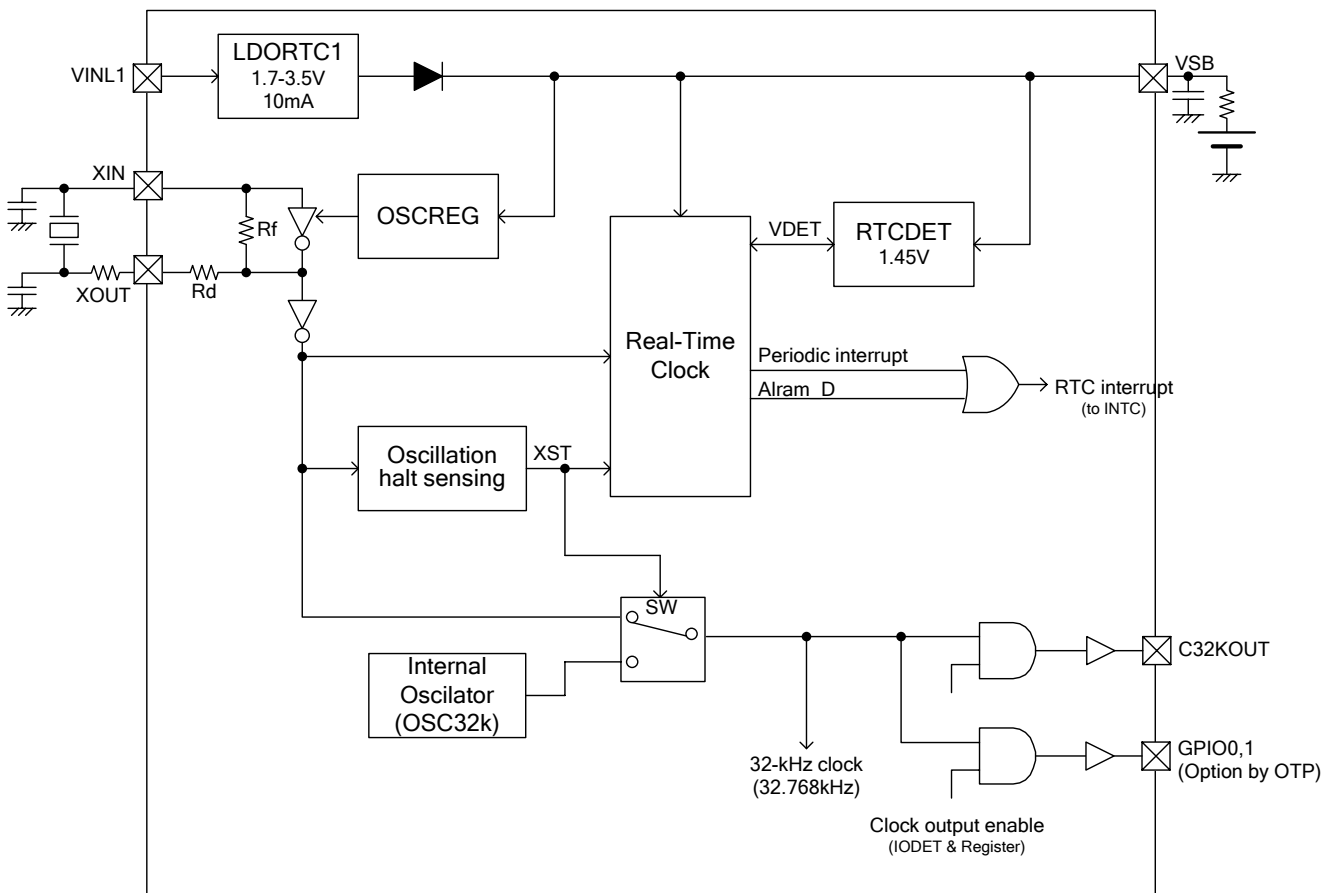 LDORTC1
1.7-3.5V
10mA
VINL1
VSB
XIN
OSCREG
Rf
XOUT
Rd
VDET
RTCDET
1.45V
Real-Time
Clock
Periodic interrupt
Alram_D
RTC interrupt
(to INTC)
Oscillation
halt sensing
XST
SW
Internal
Oscilator
(OSC32k)
C32KOUT
32-kHz clock
(32.768kHz)
GPIO0,1
(Option by OTP)
Clock output enable
(IODET & Register)